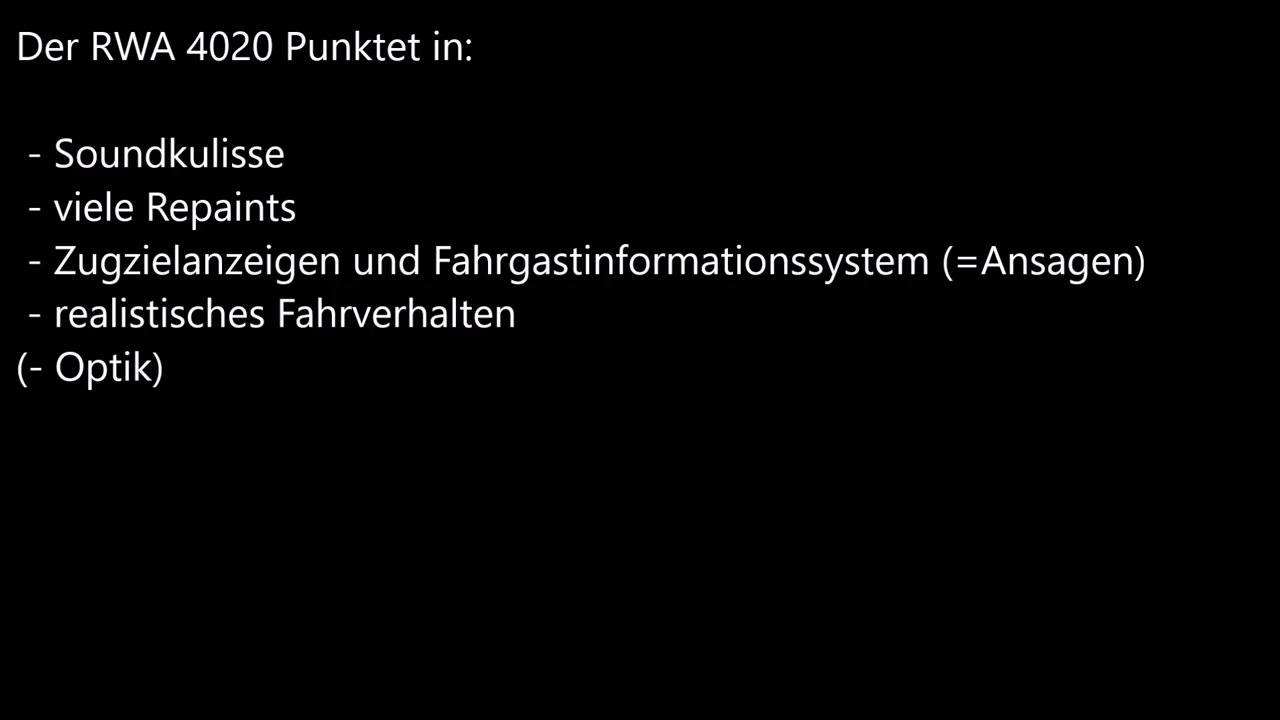 Der RWA 4020 Punktet in:
- Soundkulisse
- viele Repaints
- Zugzielanzeigen und Fahrgastinformationssystem (=Ansagen)
- realistisches Fahrverhalten
(- Optik)